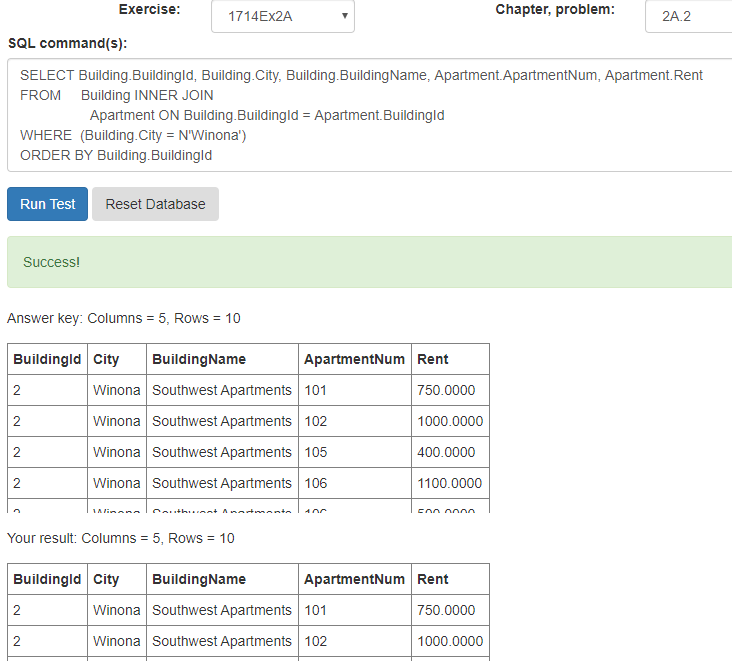 Exercise: 1714Ex2A Chapter, problem: 2A.2
SQL command(s):
SELECT Building.BuildingId, Building.City, Building.BuildingName, Apartment.ApartmentNum, Apartment.Rent
FROM Building INNER JOIN
Apartment ON Building.BuildingId = Apartment.BuildingId
WHERE (Building.City = N'Winona')
ORDER BY Building.BuildingId
Run Test Reset Database
Success!
Answer key: Columns = 5, Rows = 10
BuildingId City BuildingName ApartmentNum Rent
2 Winona Southwest Apartments 101 750.0000
2 Winona Southwest Apartments 102 1000.0000
2 Winona Southwest Apartments 105 400.0000
2 Winona Southwest Apartments 106 1100.0000
2 Winona Southwest Apartments
Your result: Columns = 5, Rows = 10
BuildingId City BuildingName ApartmentNum Rent
2 Winona Southwest Apartments 101 750.0000
2 Winona Southwest Apartments 102 1000.0000